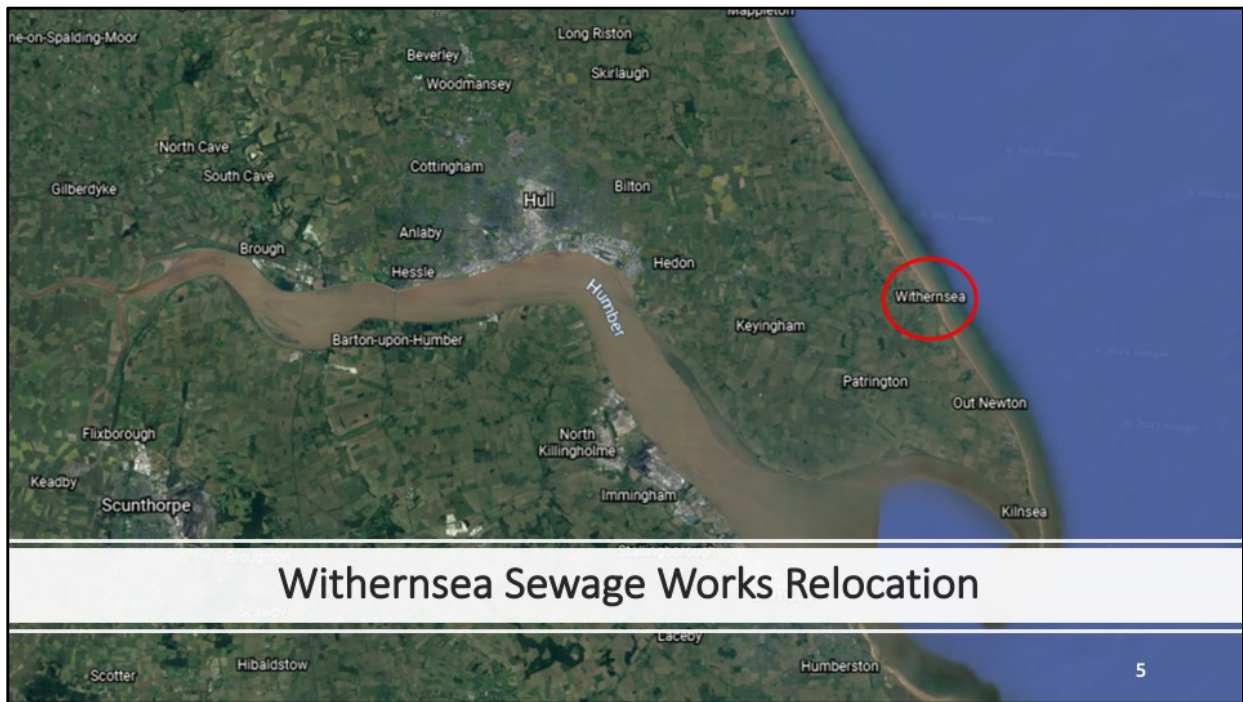 Mappleton
ne-on-Spalding-Moor
Long Riston
Beverley
Skirlaugh
Woodmansey
North Cave
Cottingham
South Cave
Gilberdyke
Bilton
Hull
Anlaby
Brough
Hedon
Hessle
Humber
Withernsea
Keyingham
Barton-upon-Humber
Patrington
Out Newton
Flixborough
North
Killingholme
Keadby
Immingham
Scunthorpe
Kilnsea
Withernsea Sewage Works Relocation
Laceby
Hibaldstow
Humberston
Scotter
5